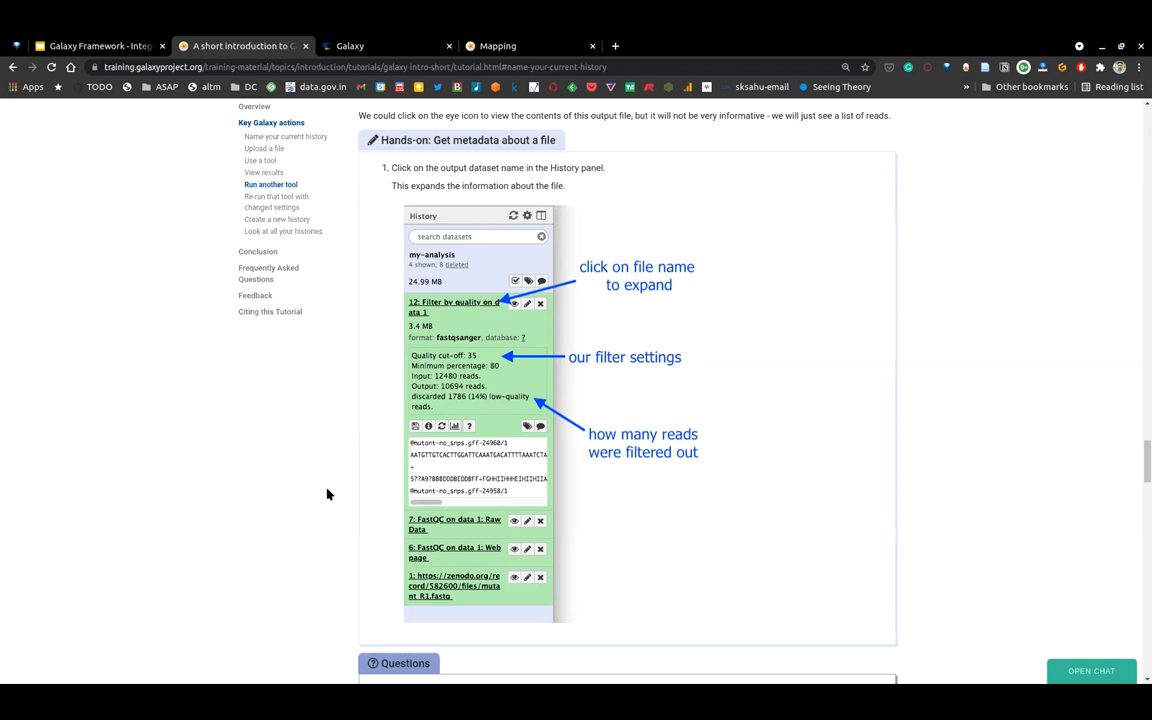 Galaxy Framework - Integ
A short introduction to G
Galaxy
Mapping
training.galaxyproject.org/training-material/topics/introduction/tutorials/galaxy-intro-short/tutorial.html#name-your-current-history
Apps
TODO
ASAP
altm
DC
data.gov.in
sksahu-email
Seeing Theory
Other bookmarks
Reading list
Overview
Key Galaxy actions
Name your current history
Upload a file
Use a tool
View results
Run another tool
Re-run that tool with
changed settings
Create a new history
Look at all your histories
Conclusion
Frequently Asked
Questions
Feedback
Citing this Tutorial
We could click on the eye icon to view the contents of this output file, but it will not be very informative - we will just see a list of reads.
Hands-on: Get metadata about a file
1. Click on the output dataset name in the History panel.
This expands the information about the file.
History
search datasets
my-analysis
4 shown, 8 deleted
24.99 MB
12: Filter by quality on d
ata 1
3.4 MB
format: fastqsanger, database: ?
Quality cut-off: 35
Minimum percentage: 80
Input: 12480 reads.
Output: 10694 reads.
discarded 1786 (14%) low-quality
reads.
@mutant-no_snps.gff-24960/1
AATGTTGTCACTTGGATTCAAATGACATTTTAAATCTA
+
5??A9?BBBDDDBEDDBFF+FGHHIIHHHEIHIIHIIA
@mutant-no_snps.gff-24958/1
7: FastQC on data 1: Raw
Data
6: FastQC on data 1: Web
page
1: https://zenodo.org/re
cord/582600/files/muta
nt_R1.fastq
click on file name
to expand
our filter settings
how many reads
were filtered out
Questions
OPEN CHAT